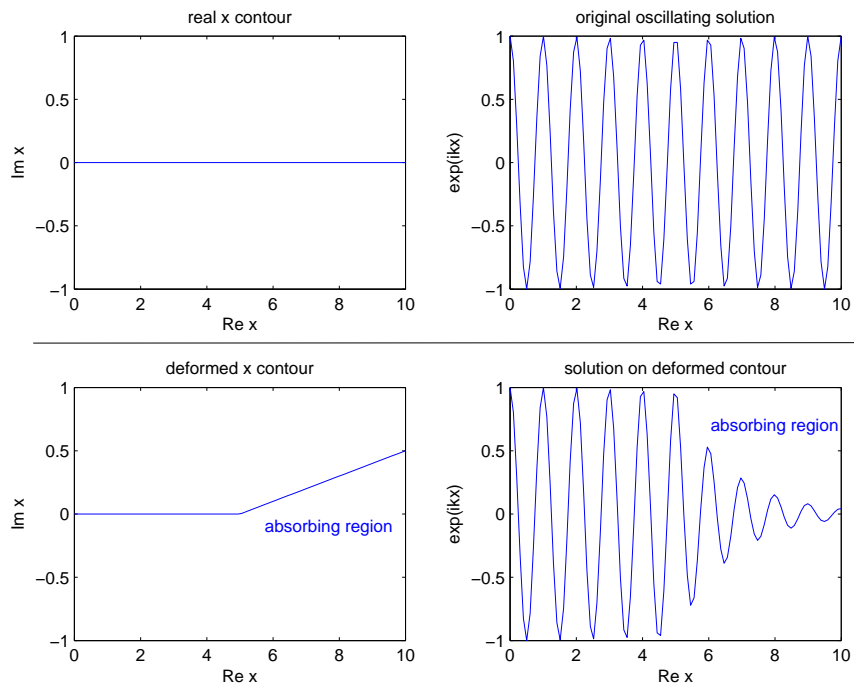 real x contour
1
0.5
0
−0.5
−1
Im x
0 2 4 6 8 10
Re x
original oscillating solution
1
0.5
0
−0.5
−1
exp(ikx)
0 2 4 6 8 10
Re x
deformed x contour
1
0.5
0
−0.5
−1
Im x
absorbing region
0 2 4 6 8 10
Re x
solution on deformed contour
1
0.5
0
−0.5
−1
exp(ikx)
absorbing region
0 2 4 6 8 10
Re x